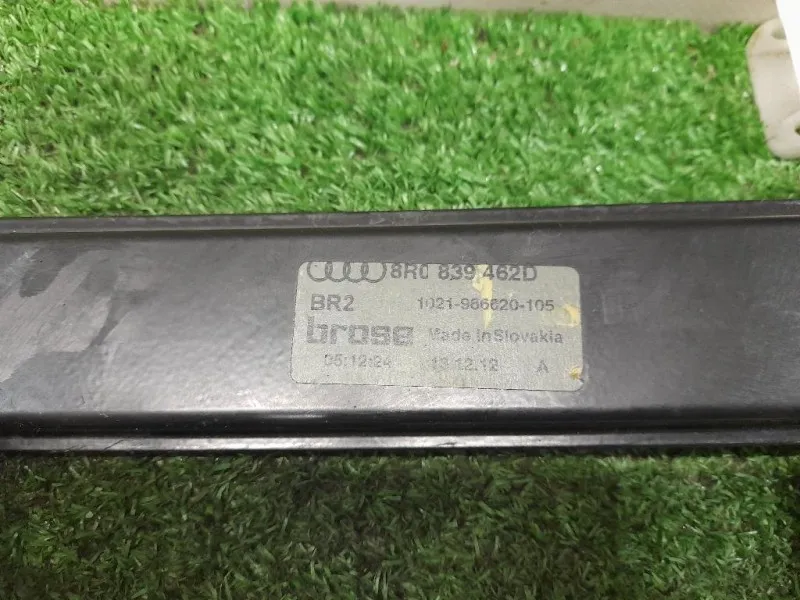 8R0 839 462D
BR2 1021-986620-105
brose Made in Slovakia
05:12:24 13.12.12 A